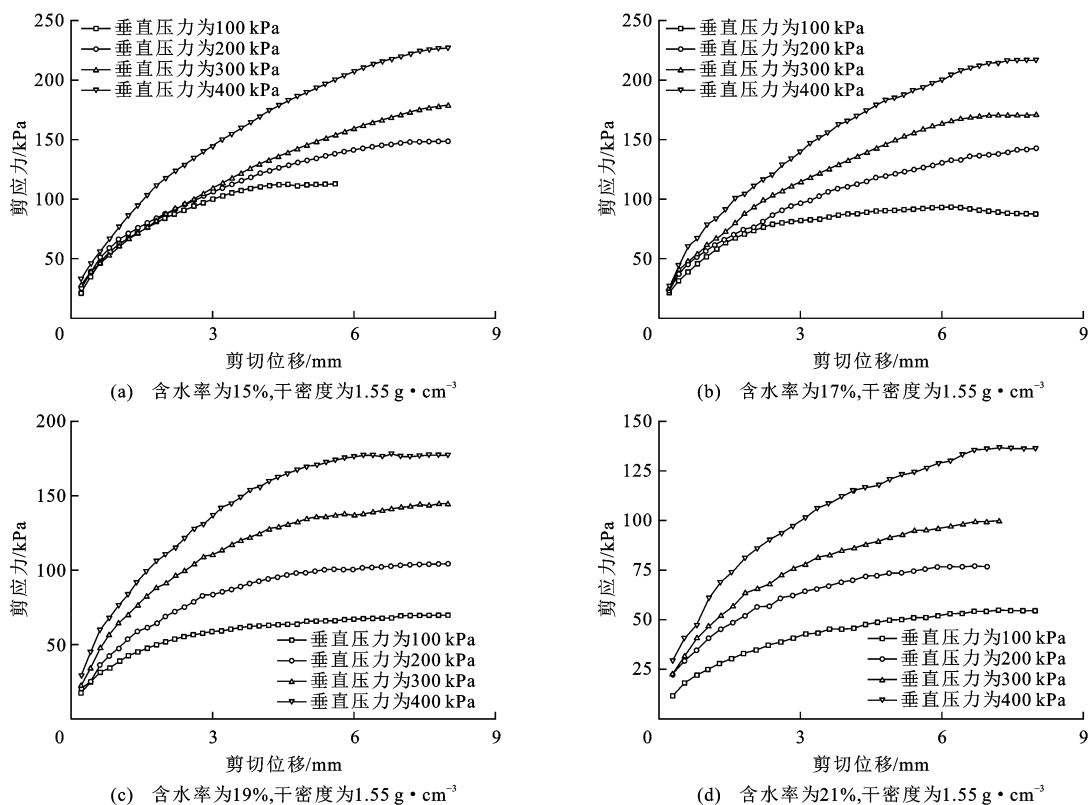 250
200
150
100
50
0
3
6
9
剪应力/kPa
剪切位移/mm
垂直压力为100 kPa
垂直压力为200 kPa
垂直压力为300 kPa
垂直压力为400 kPa
(a) 含水率为15%,干密度为1.55 g·cm⁻³
250
200
150
100
50
0
3
6
9
剪应力/kPa
剪切位移/mm
垂直压力为100 kPa
垂直压力为200 kPa
垂直压力为300 kPa
垂直压力为400 kPa
(b) 含水率为17%,干密度为1.55 g·cm⁻³
200
150
100
50
0
3
6
9
剪应力/kPa
剪切位移/mm
垂直压力为100 kPa
垂直压力为200 kPa
垂直压力为300 kPa
垂直压力为400 kPa
(c) 含水率为19%,干密度为1.55 g·cm⁻³
150
125
100
75
50
25
0
3
6
9
剪应力/kPa
剪切位移/mm
垂直压力为100 kPa
垂直压力为200 kPa
垂直压力为300 kPa
垂直压力为400 kPa
(d) 含水率为21%,干密度为1.55 g·cm⁻³